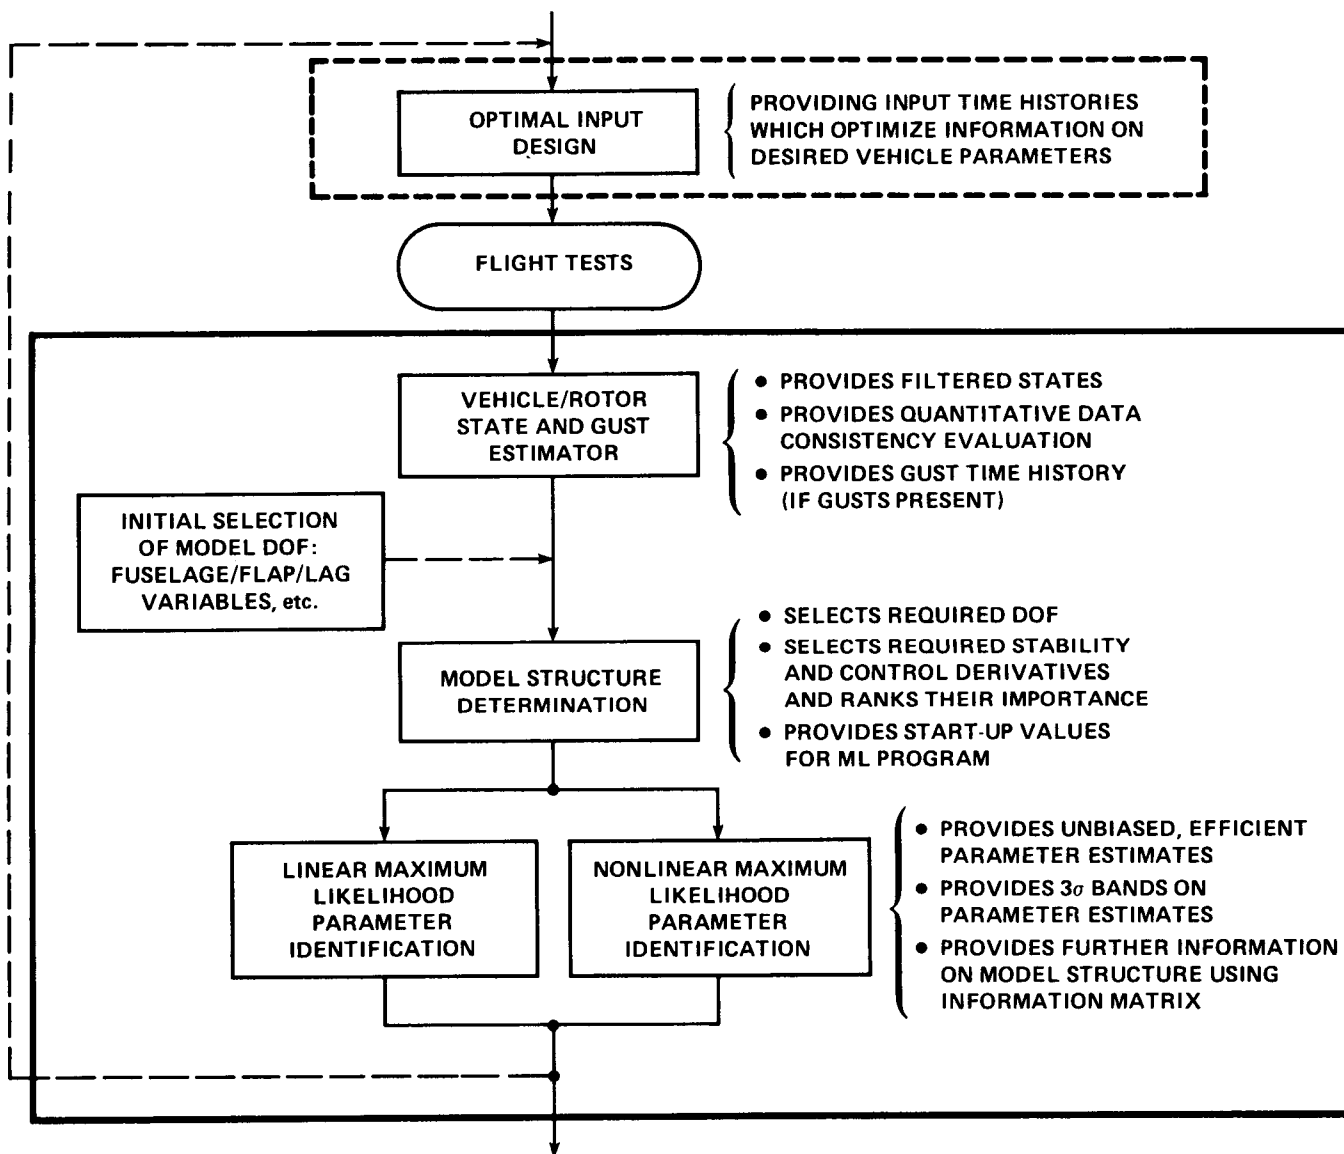 OPTIMAL INPUT
DESIGN
PROVIDING INPUT TIME HISTORIES
WHICH OPTIMIZE INFORMATION ON
DESIRED VEHICLE PARAMETERS
FLIGHT TESTS
VEHICLE/ROTOR
STATE AND GUST
ESTIMATOR
• PROVIDES FILTERED STATES
• PROVIDES QUANTITATIVE DATA
CONSISTENCY EVALUATION
• PROVIDES GUST TIME HISTORY
(IF GUSTS PRESENT)
INITIAL SELECTION
OF MODEL DOF:
FUSELAGE/FLAP/LAG
VARIABLES, etc.
MODEL STRUCTURE
DETERMINATION
• SELECTS REQUIRED DOF
• SELECTS REQUIRED STABILITY
AND CONTROL DERIVATIVES
AND RANKS THEIR IMPORTANCE
• PROVIDES START-UP VALUES
FOR ML PROGRAM
LINEAR MAXIMUM
LIKELIHOOD
PARAMETER
IDENTIFICATION
NONLINEAR MAXIMUM
LIKELIHOOD
PARAMETER
IDENTIFICATION
• PROVIDES UNBIASED, EFFICIENT
PARAMETER ESTIMATES
• PROVIDES 3σ BANDS ON
PARAMETER ESTIMATES
• PROVIDES FURTHER INFORMATION
ON MODEL STRUCTURE USING
INFORMATION MATRIX